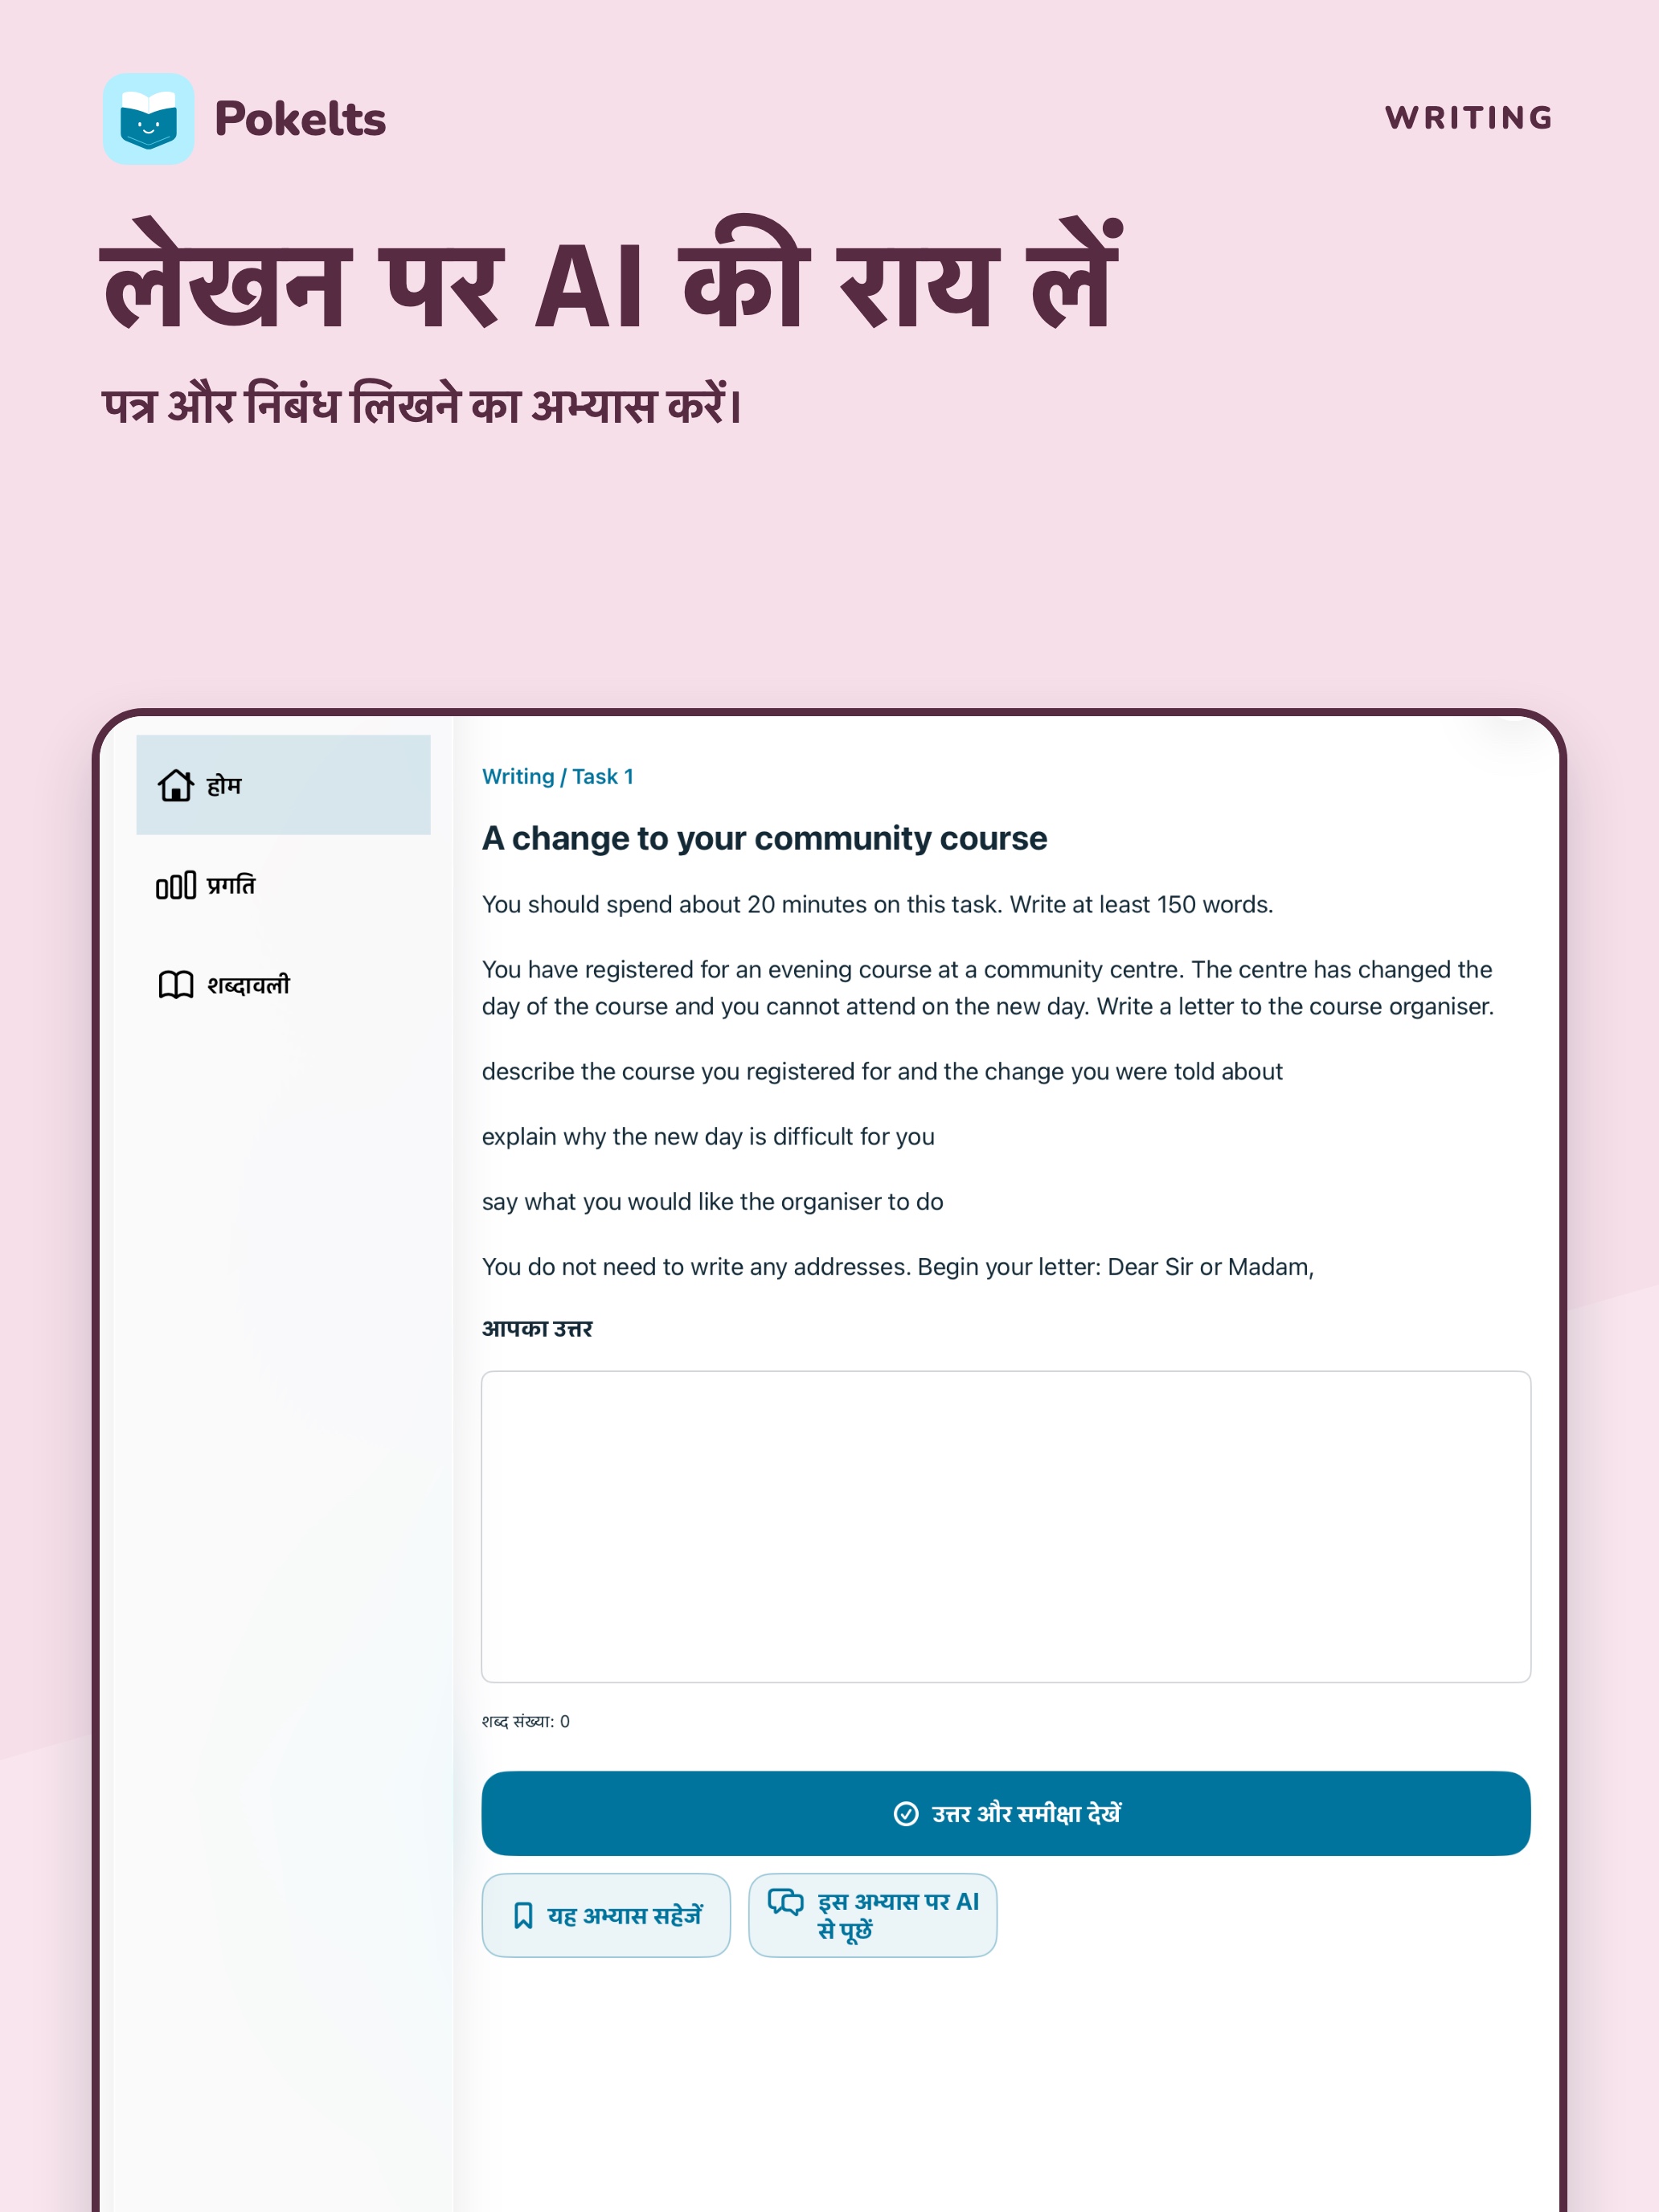 Pokelts
WRITING
लेखन पर AI की राय लें
पत्र और निबंध लिखने का अभ्यास करें।
होम
प्रगति
शब्दावली
Writing / Task 1
A change to your community course
You should spend about 20 minutes on this task. Write at least 150 words.
You have registered for an evening course at a community centre. The centre has changed the
day of the course and you cannot attend on the new day. Write a letter to the course organiser.
describe the course you registered for and the change you were told about
explain why the new day is difficult for you
say what you would like the organiser to do
You do not need to write any addresses. Begin your letter: Dear Sir or Madam,
आपका उत्तर
शब्द संख्या: 0
उत्तर और समीक्षा देखें
यह अभ्यास सहेजें
इस अभ्यास पर AI
से पूछें